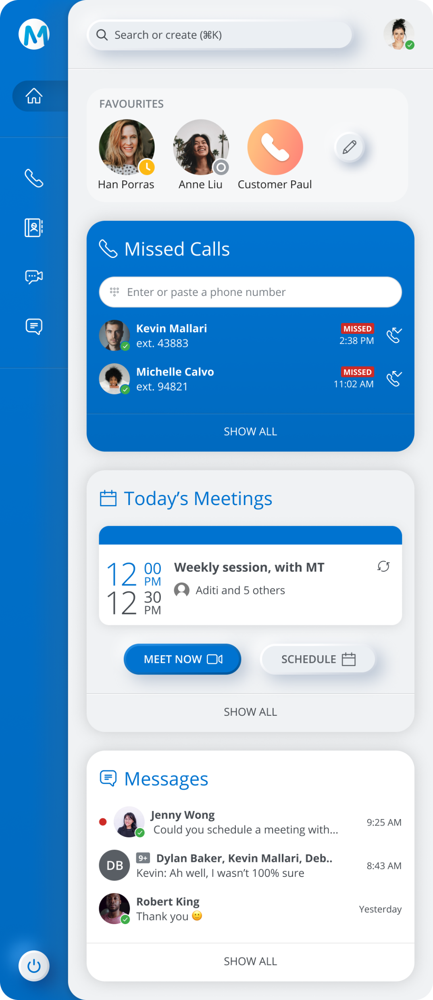 M
Search or create (⌘K)
FAVOURITES
Han Porras
Anne Liu
Customer Paul
Missed Calls
Enter or paste a phone number
Kevin Mallari
MISSED
ext. 43883
2:38 PM
Michelle Calvo
MISSED
ext. 94821
11:02 AM
SHOW ALL
Today’s Meetings
12 00 PM
Weekly session, with MT
Aditi and 5 others
12 30 PM
MEET NOW
SCHEDULE
SHOW ALL
Messages
Jenny Wong
Could you schedule a meeting with...
9:25 AM
DB
9+ Dylan Baker, Kevin Mallari, Deb..
Kevin: Ah well, I wasn’t 100% sure
8:43 AM
Robert King
Thank you 🙂
Yesterday
SHOW ALL